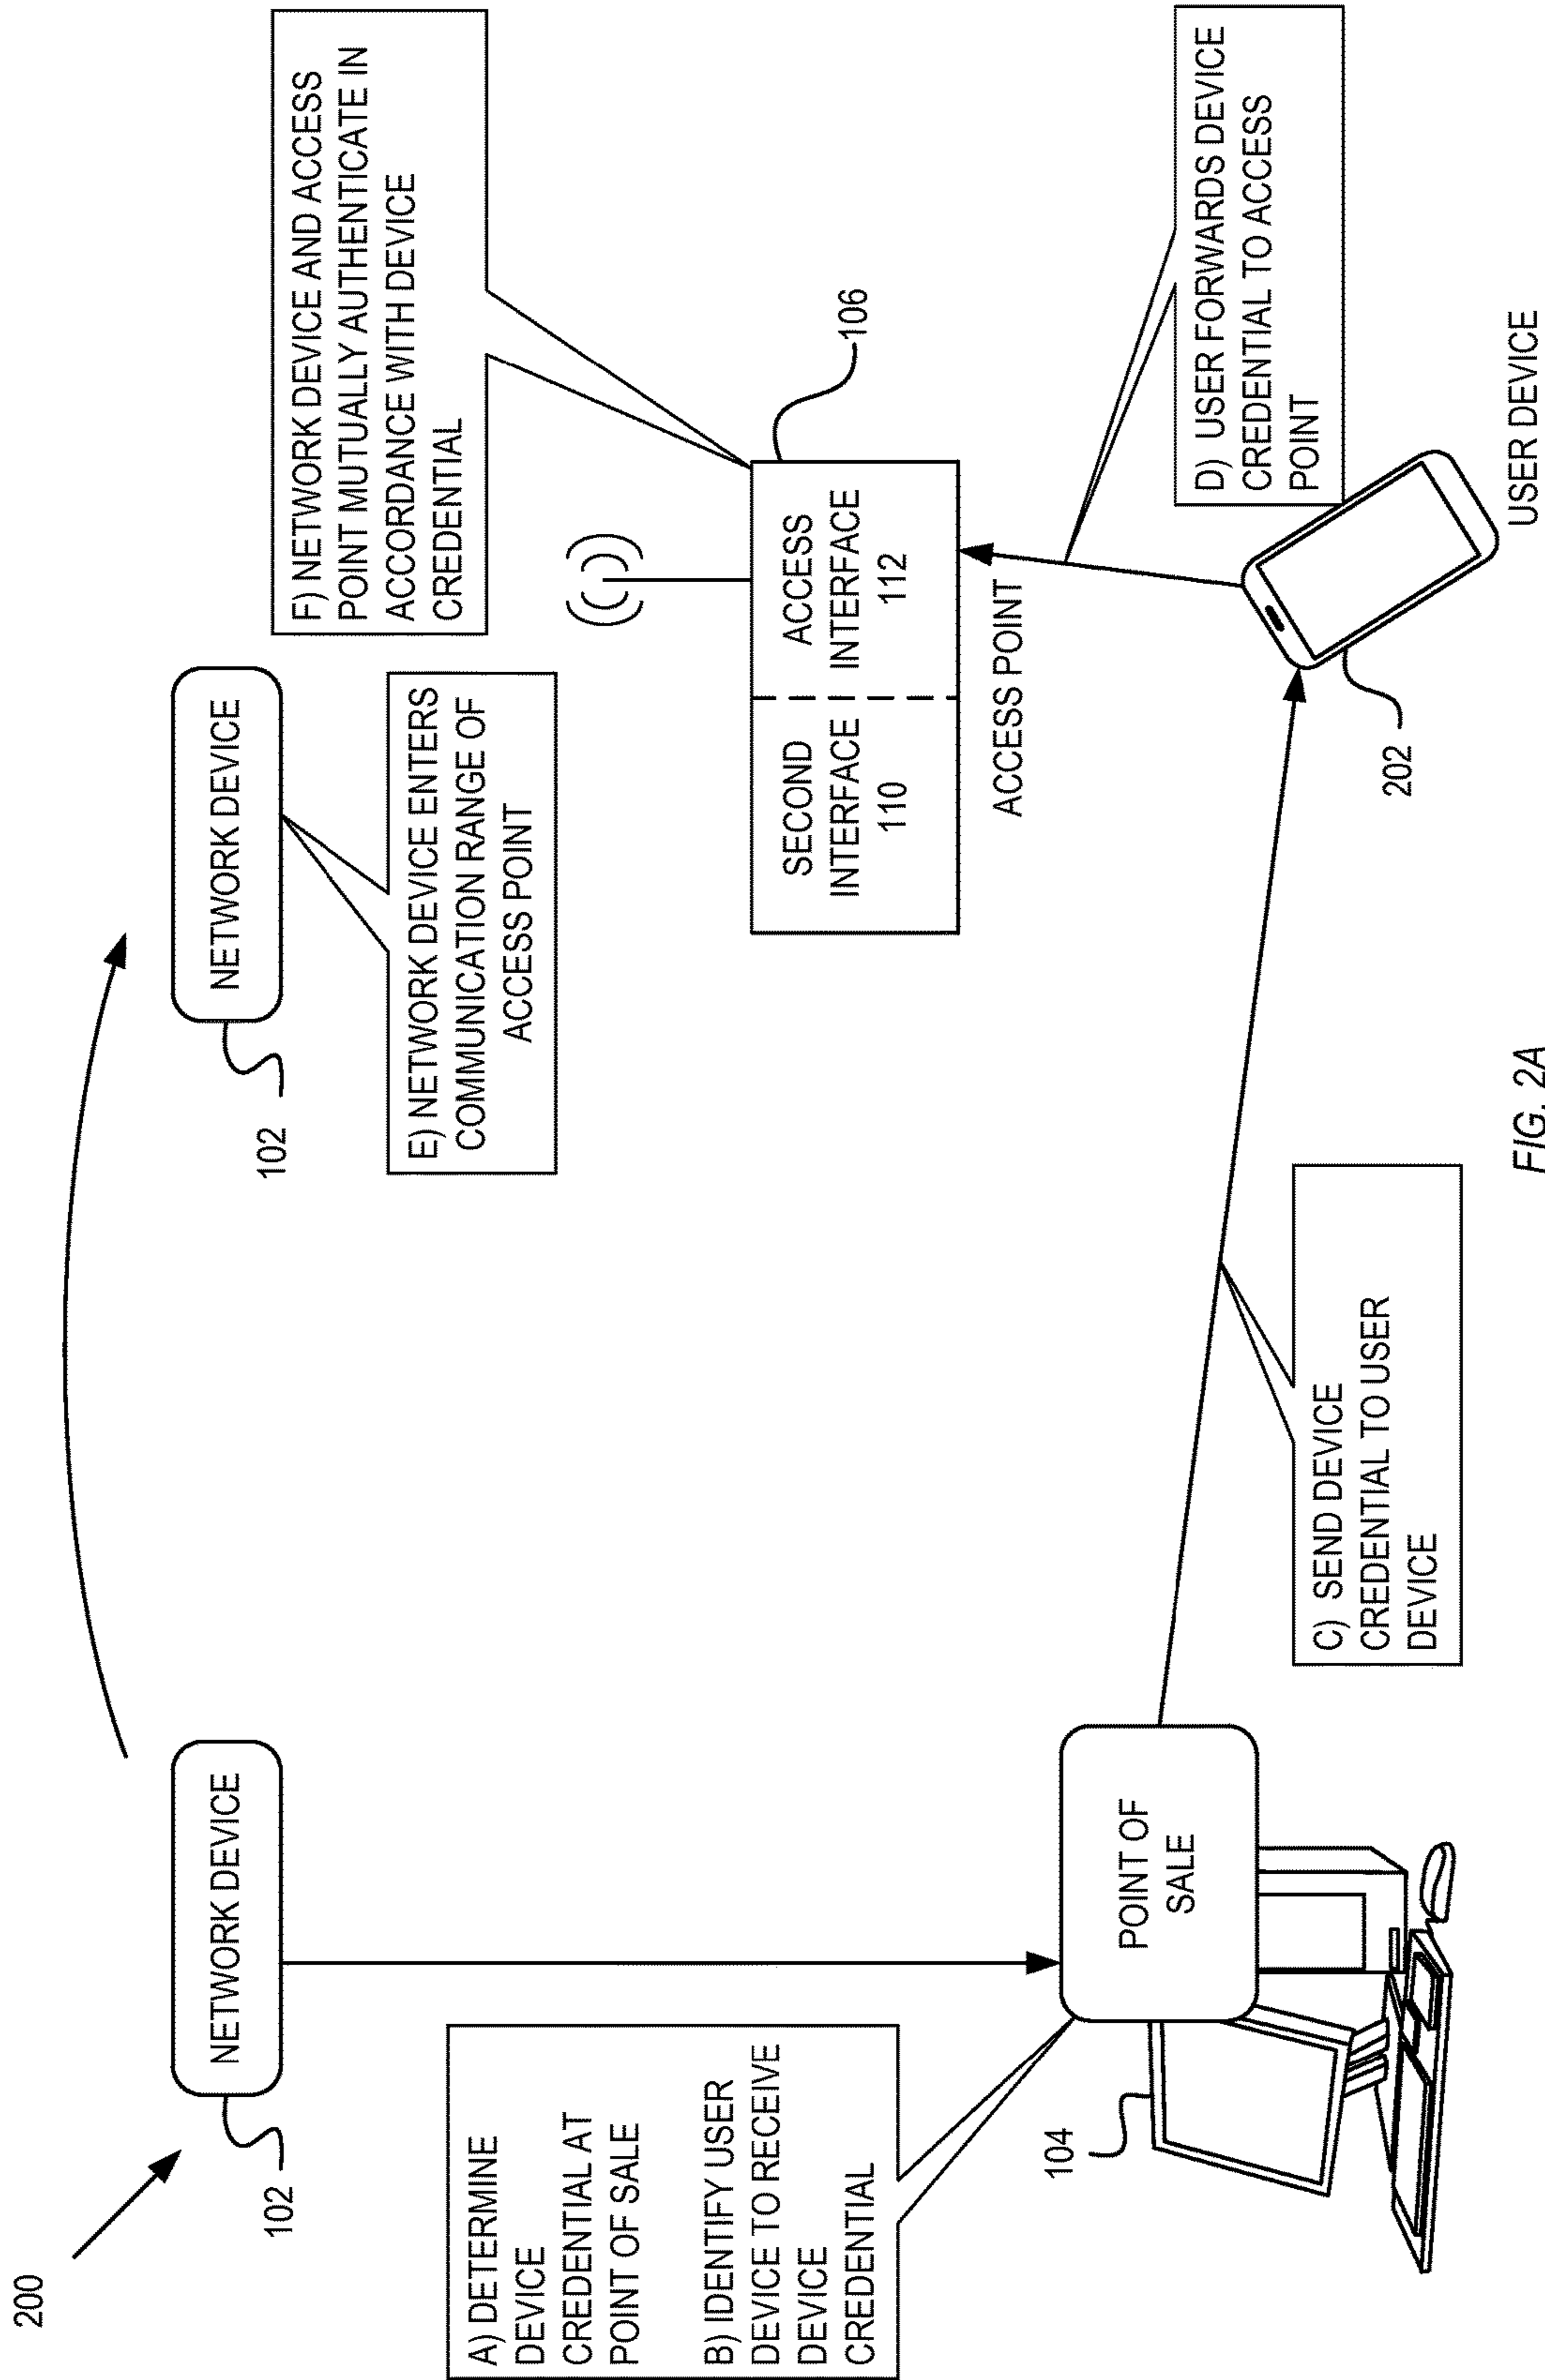 200
NETWORK DEVICE
102
NETWORK DEVICE
102
A) DETERMINE
DEVICE
CREDENTIAL AT
POINT OF SALE
B) IDENTIFY USER
DEVICE TO RECEIVE
DEVICE
CREDENTIAL
E) NETWORK DEVICE ENTERS
COMMUNICATION RANGE OF
ACCESS POINT
F) NETWORK DEVICE AND ACCESS
POINT MUTUALLY AUTHENTICATE IN
ACCORDANCE WITH DEVICE
CREDENTIAL
SECOND
INTERFACE
110
ACCESS
INTERFACE
112
106
ACCESS POINT
104
POINT OF
SALE
C) SEND DEVICE
CREDENTIAL TO USER
DEVICE
D) USER FORWARDS DEVICE
CREDENTIAL TO ACCESS
POINT
202
USER DEVICE
FIG. 2A